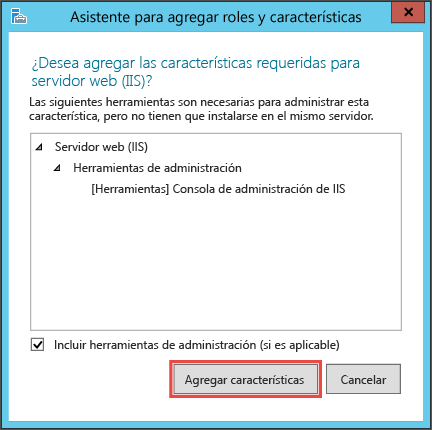 Asistente para agregar roles y características
¿Desea agregar las características requeridas para
servidor web (IIS)?
Las siguientes herramientas son necesarias para administrar esta
característica, pero no tienen que instalarse en el mismo servidor.
Servidor web (IIS)
Herramientas de administración
[Herramientas] Consola de administración de IIS
Incluir herramientas de administración (si es aplicable)
Agregar características
Cancelar